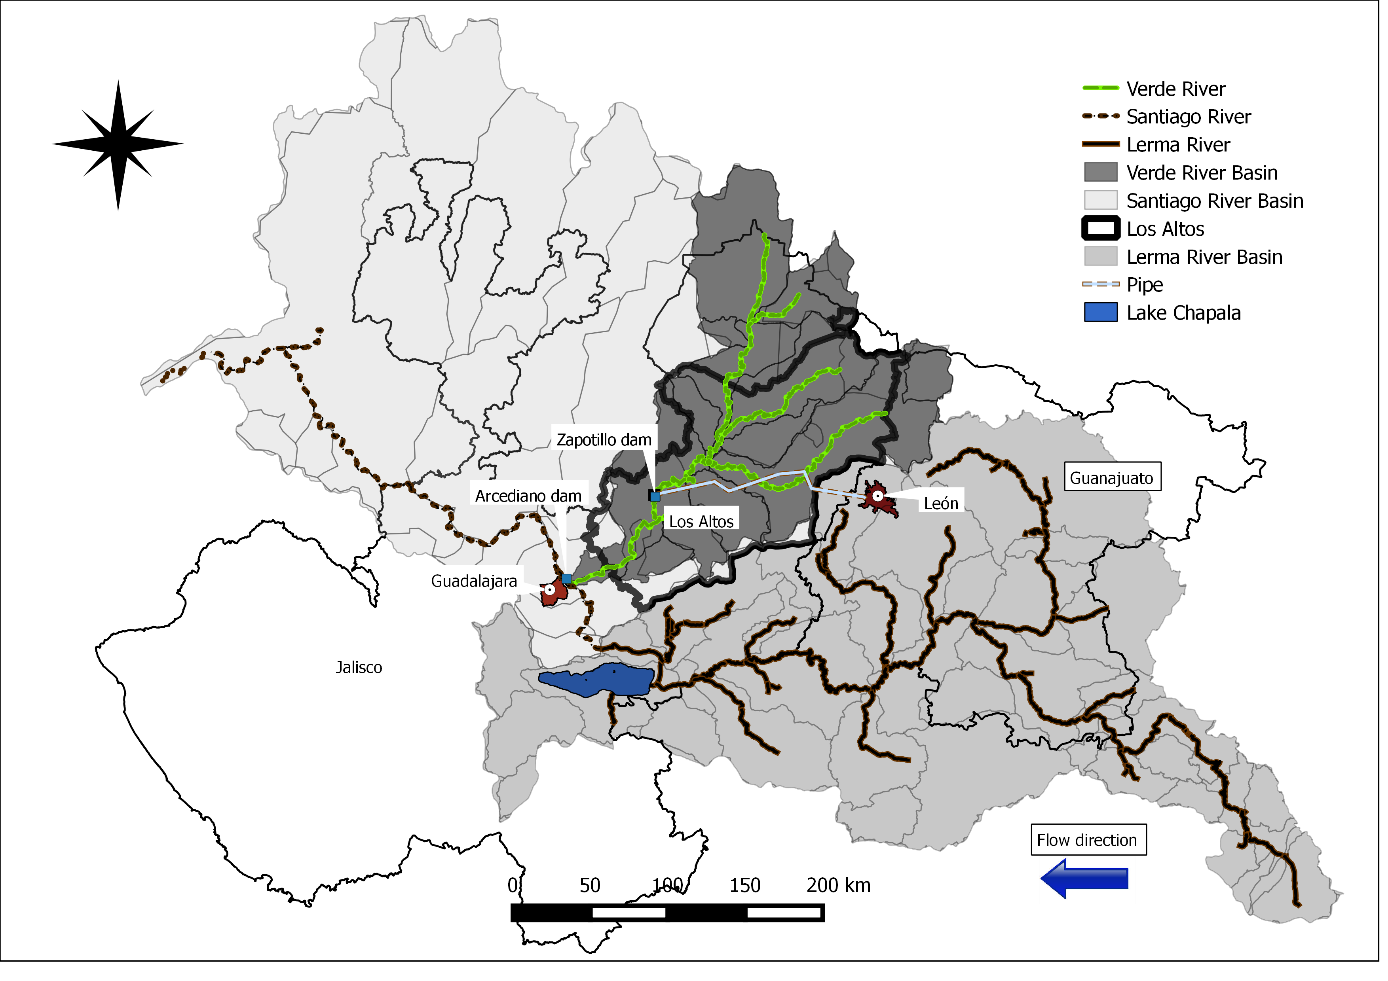 Verde River
Santiago River
Lerma River
Verde River Basin
Santiago River Basin
Los Altos
Lerma River Basin
Pipe
Lake Chapala
Zapotillo dam
Guanajuato
Arcediano dam
León
Los Altos
Guadalajara
Jalisco
Flow direction
0 50 100 150 200 km